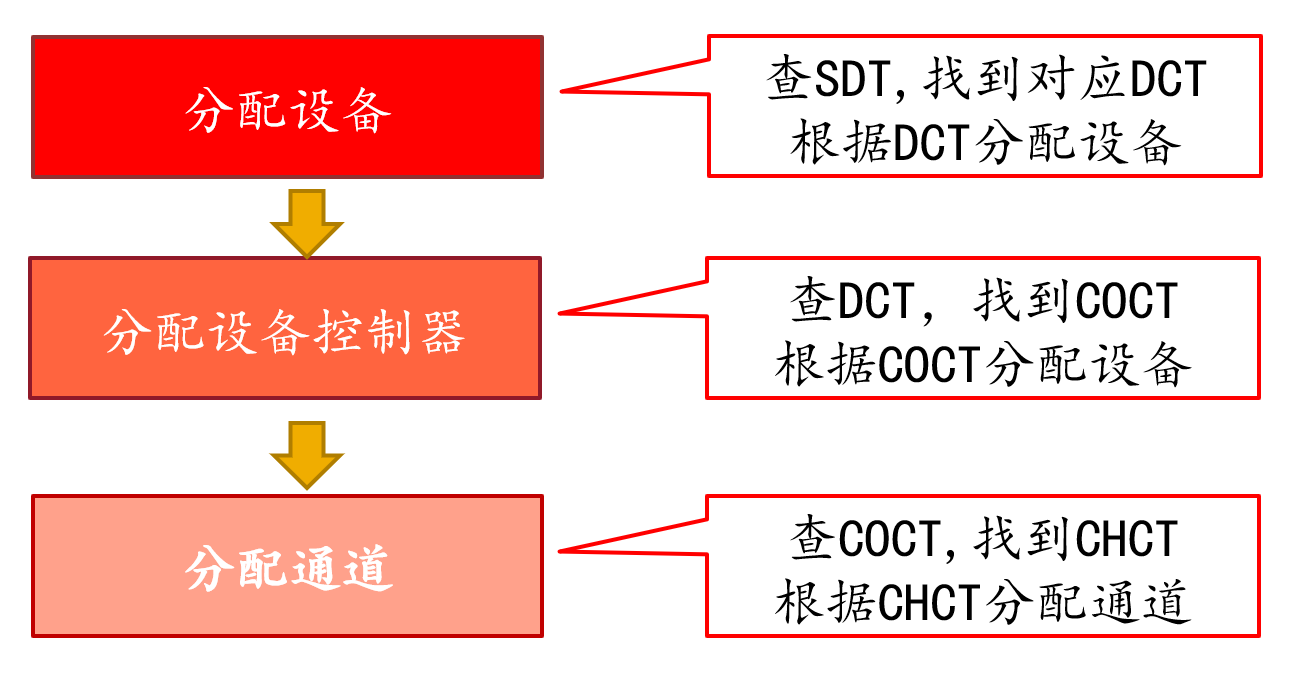 分配设备
查SDT,找到对应DCT
根据DCT分配设备
分配设备控制器
查DCT, 找到COCT
根据COCT分配设备
分配通道
查COCT,找到CHCT
根据CHCT分配通道